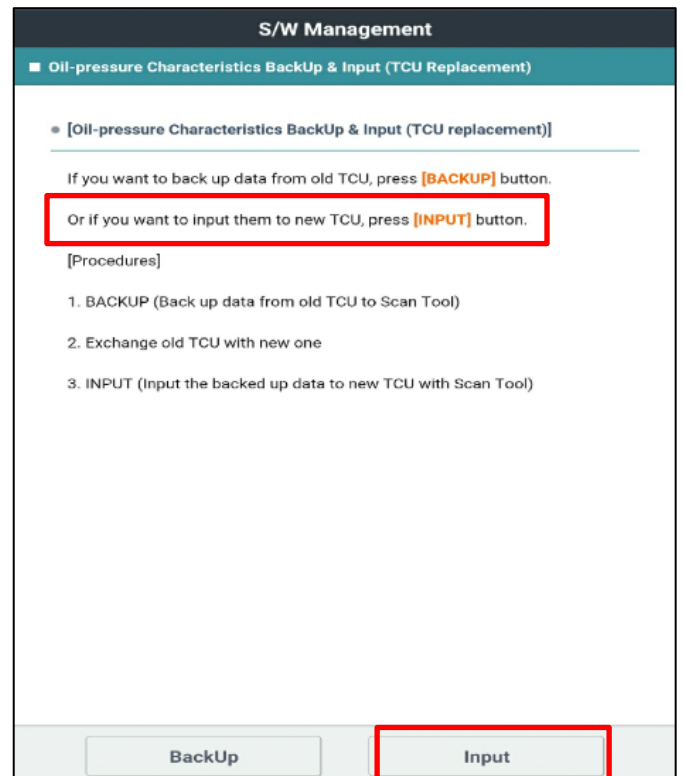 S/W Management
Oil-pressure Characteristics BackUp & Input (TCU Replacement)
[Oil-pressure Characteristics BackUp & Input (TCU replacement)]
If you want to back up data from old TCU, press [BACKUP] button.
Or if you want to input them to new TCU, press [INPUT] button.
[Procedures]
1. BACKUP (Back up data from old TCU to Scan Tool)
2. Exchange old TCU with new one
3. INPUT (Input the backed up data to new TCU with Scan Tool)
BackUp
Input